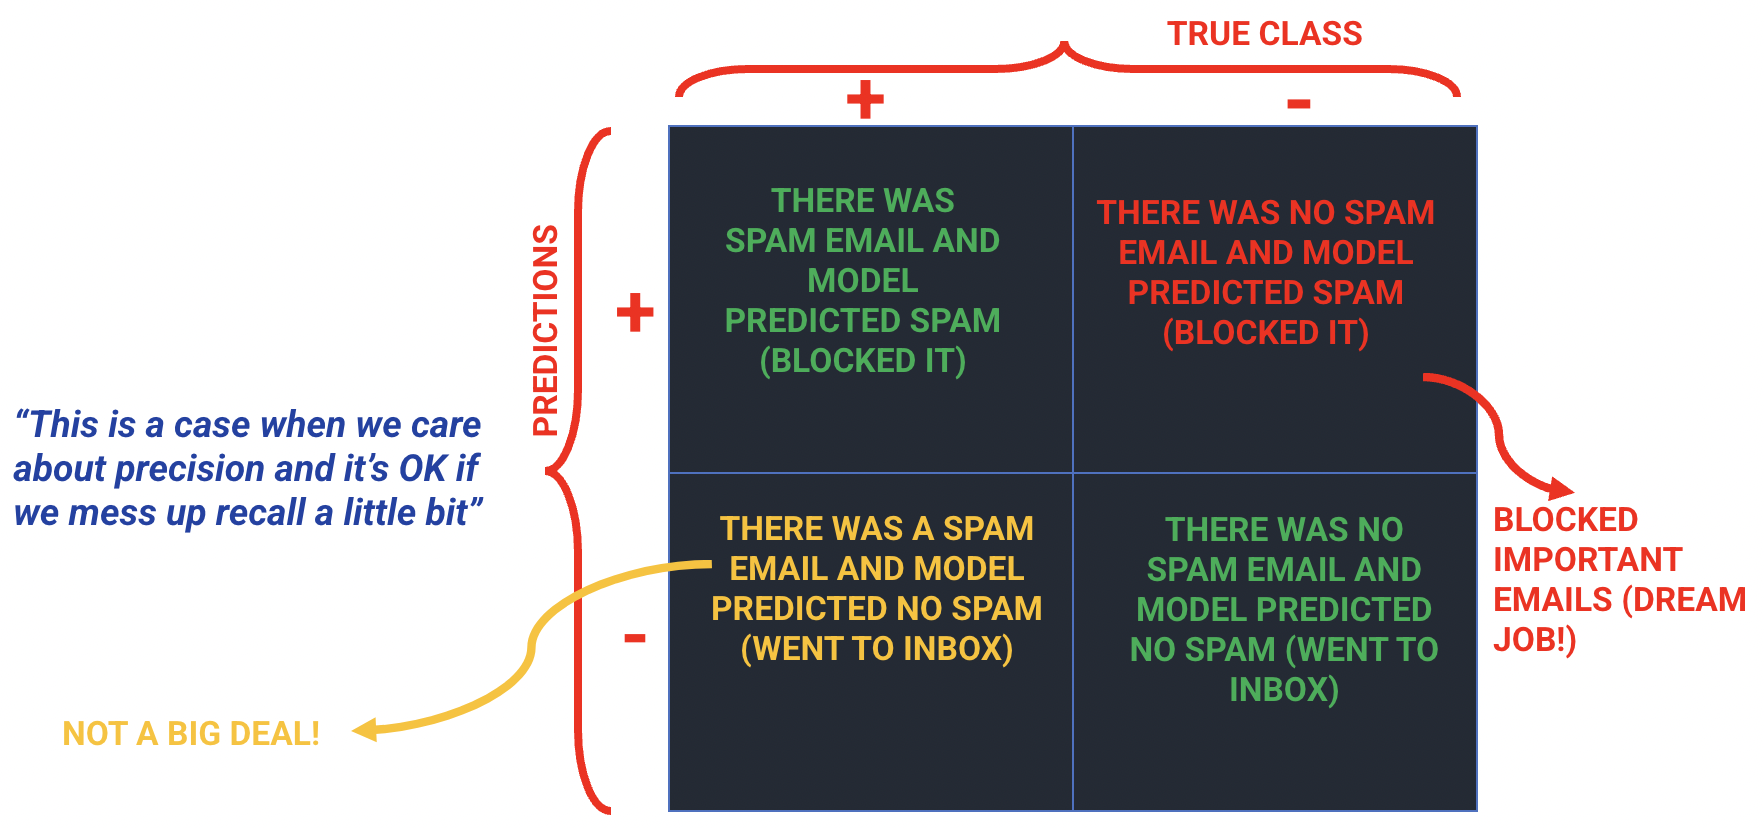 TRUE CLASS
+
-
THERE WAS
SPAM EMAIL AND
MODEL
PREDICTED SPAM
(BLOCKED IT)
THERE WAS NO SPAM
EMAIL AND MODEL
PREDICTED SPAM
(BLOCKED IT)
PREDICTIONS
+
“This is a case when we care
about precision and it’s OK if
we mess up recall a little bit”
BLOCKED
IMPORTANT
EMAILS (DREAM
JOB!)
THERE WAS A SPAM
EMAIL AND MODEL
PREDICTED NO SPAM
(WENT TO INBOX)
THERE WAS NO
SPAM EMAIL AND
MODEL PREDICTED
NO SPAM (WENT TO
INBOX)
-
NOT A BIG DEAL!